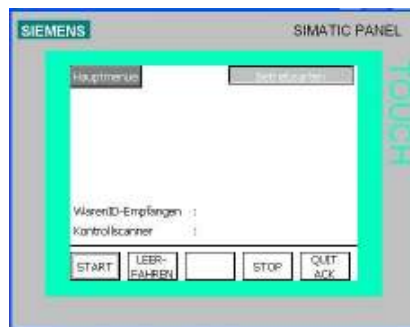 SIEMENS
SIMATIC PANEL
TOUCH
Hauptmenue
Betriebsarten
WarenID-Empfangen :
Kontrollscanner :
START
LEER-
FAHREN
STOP
QUIT
ACK